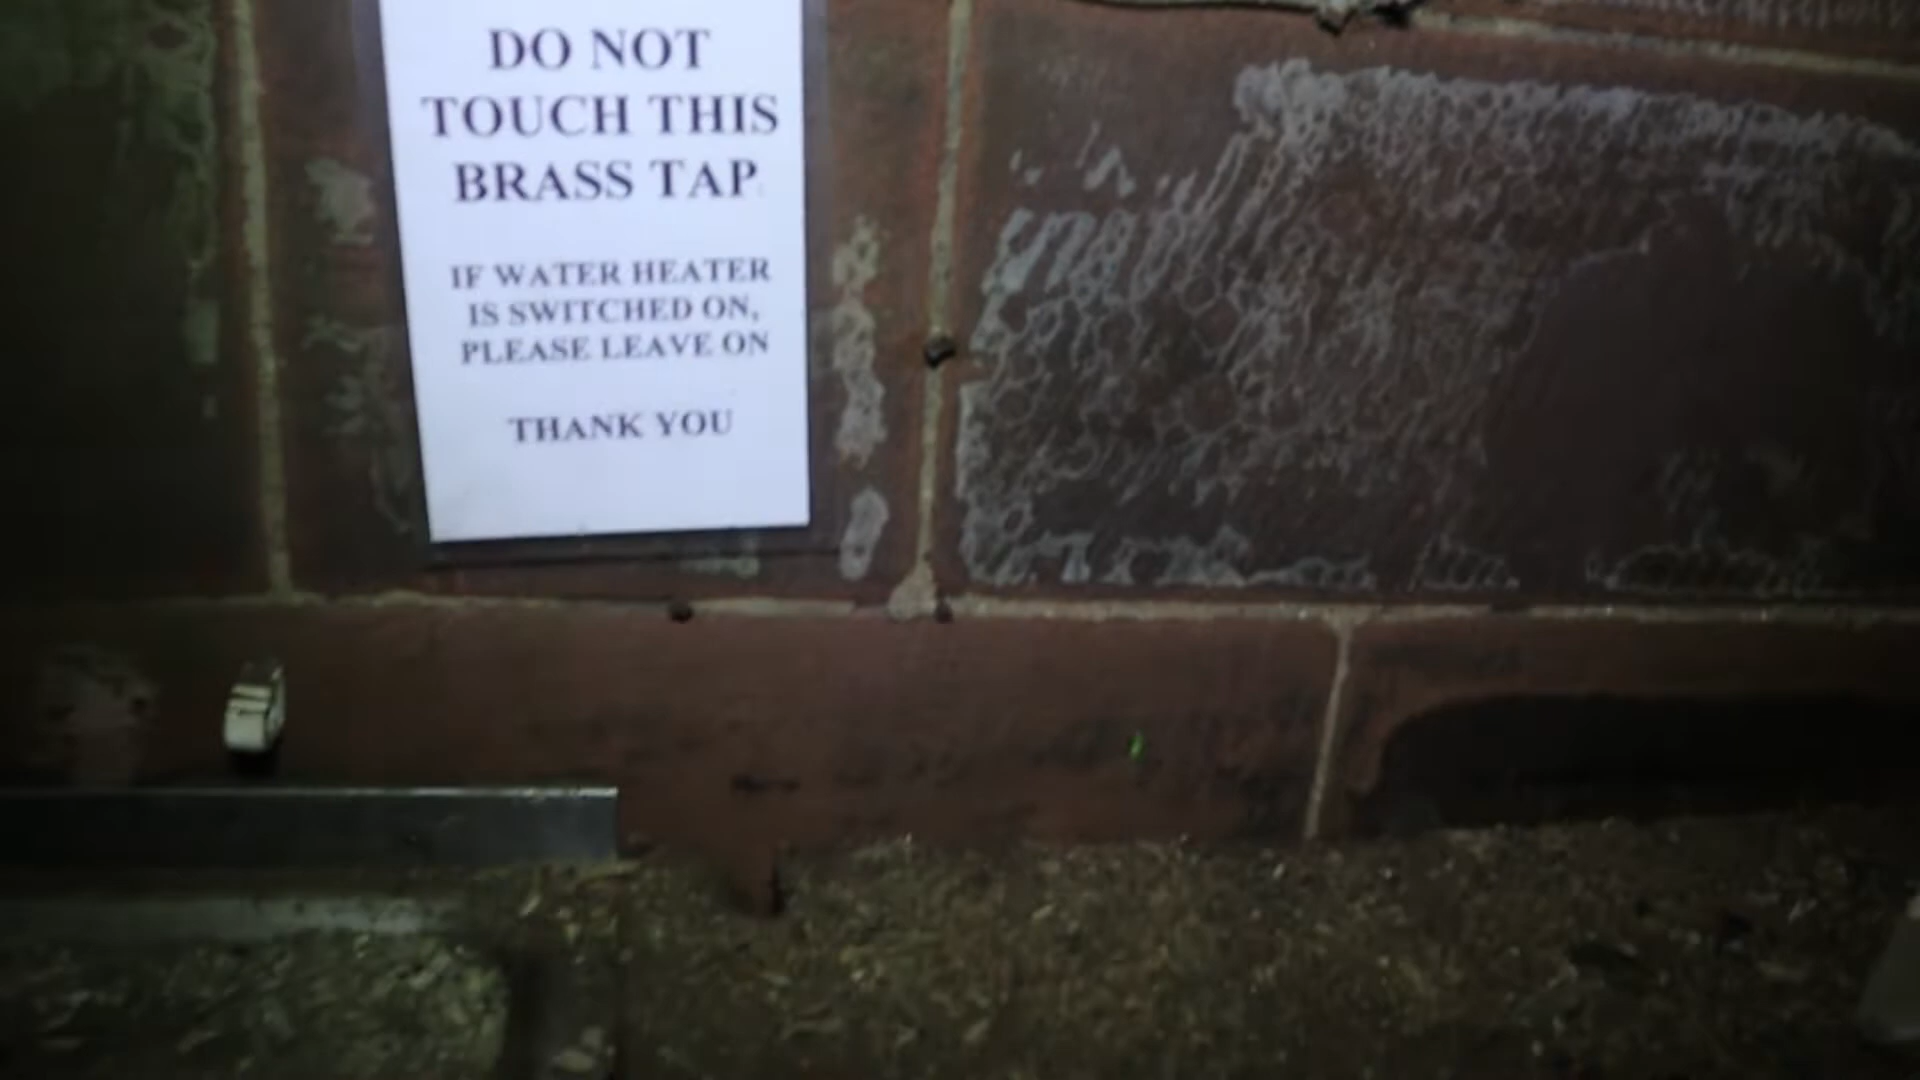 DO NOT
TOUCH THIS
BRASS TAP
IF WATER HEATER
IS SWITCHED ON,
PLEASE LEAVE ON
THANK YOU